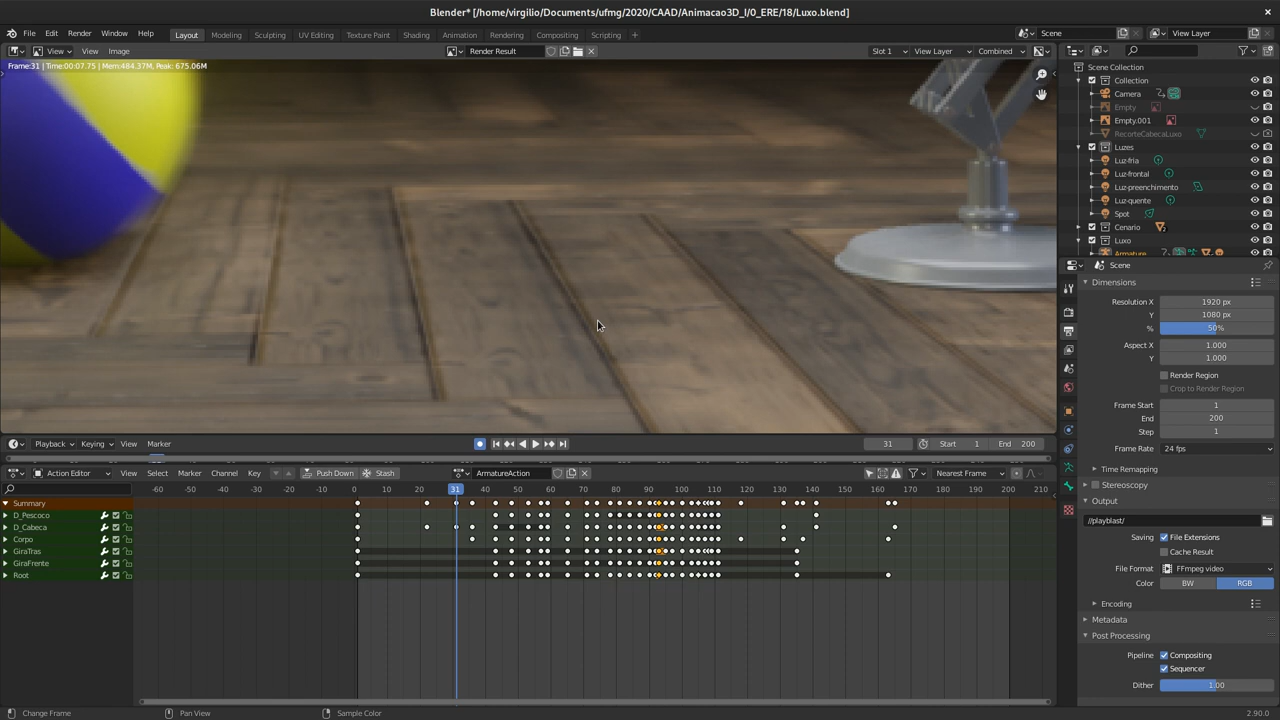 Blender* [/home/virgilio/Documents/ufmg/2020/CAAD/Animacao3D_I/0_ERE/18/Luxo.blend]
File Edit Render Window Help Layout Modeling Sculpting UV Editing Texture Paint Shading Animation Rendering Compositing Scripting + Scene View Layer
View View Image Render Result Slot 1 View Layer Combined
Frame:31 | Time:00:07.75 | Mem:484.37M, Peak: 675.06M
Scene Collection
Collection
Camera
Empty
Empty.001
RecorteCabecaLuxo
Luzes
Luz-fria
Luz-frontal
Luz-preenchimento
Luz-quente
Spot
Cenario
Luxo
Armature
Scene
Dimensions
Resolution X 1920 px
Y 1080 px
% 50%
Aspect X 1.000
Y 1.000
Render Region
Crop to Render Region
Frame Start 1
End 200
Step 1
Frame Rate 24 fps
Time Remapping
Stereoscopy
Output
//playblast/
Saving File Extensions
Cache Result
File Format FFmpeg video
Color BW RGB
Encoding
Metadata
Post Processing
Pipeline Compositing
Sequencer
Dither 1.00
Playback Keying View Marker 31 Start 1 End 200
Action Editor View Select Marker Channel Key Push Down Stash ArmatureAction Nearest Frame
-60 -50 -40 -30 -20 -10 0 10 20 31 40 50 60 70 80 90 100 110 120 130 140 150 160 170 180 190 200 210
Summary
D_Pescoco
D_Cabeca
Corpo
GiraTras
GiraFrente
Root
Change Frame Pan View Sample Color 2.90.0